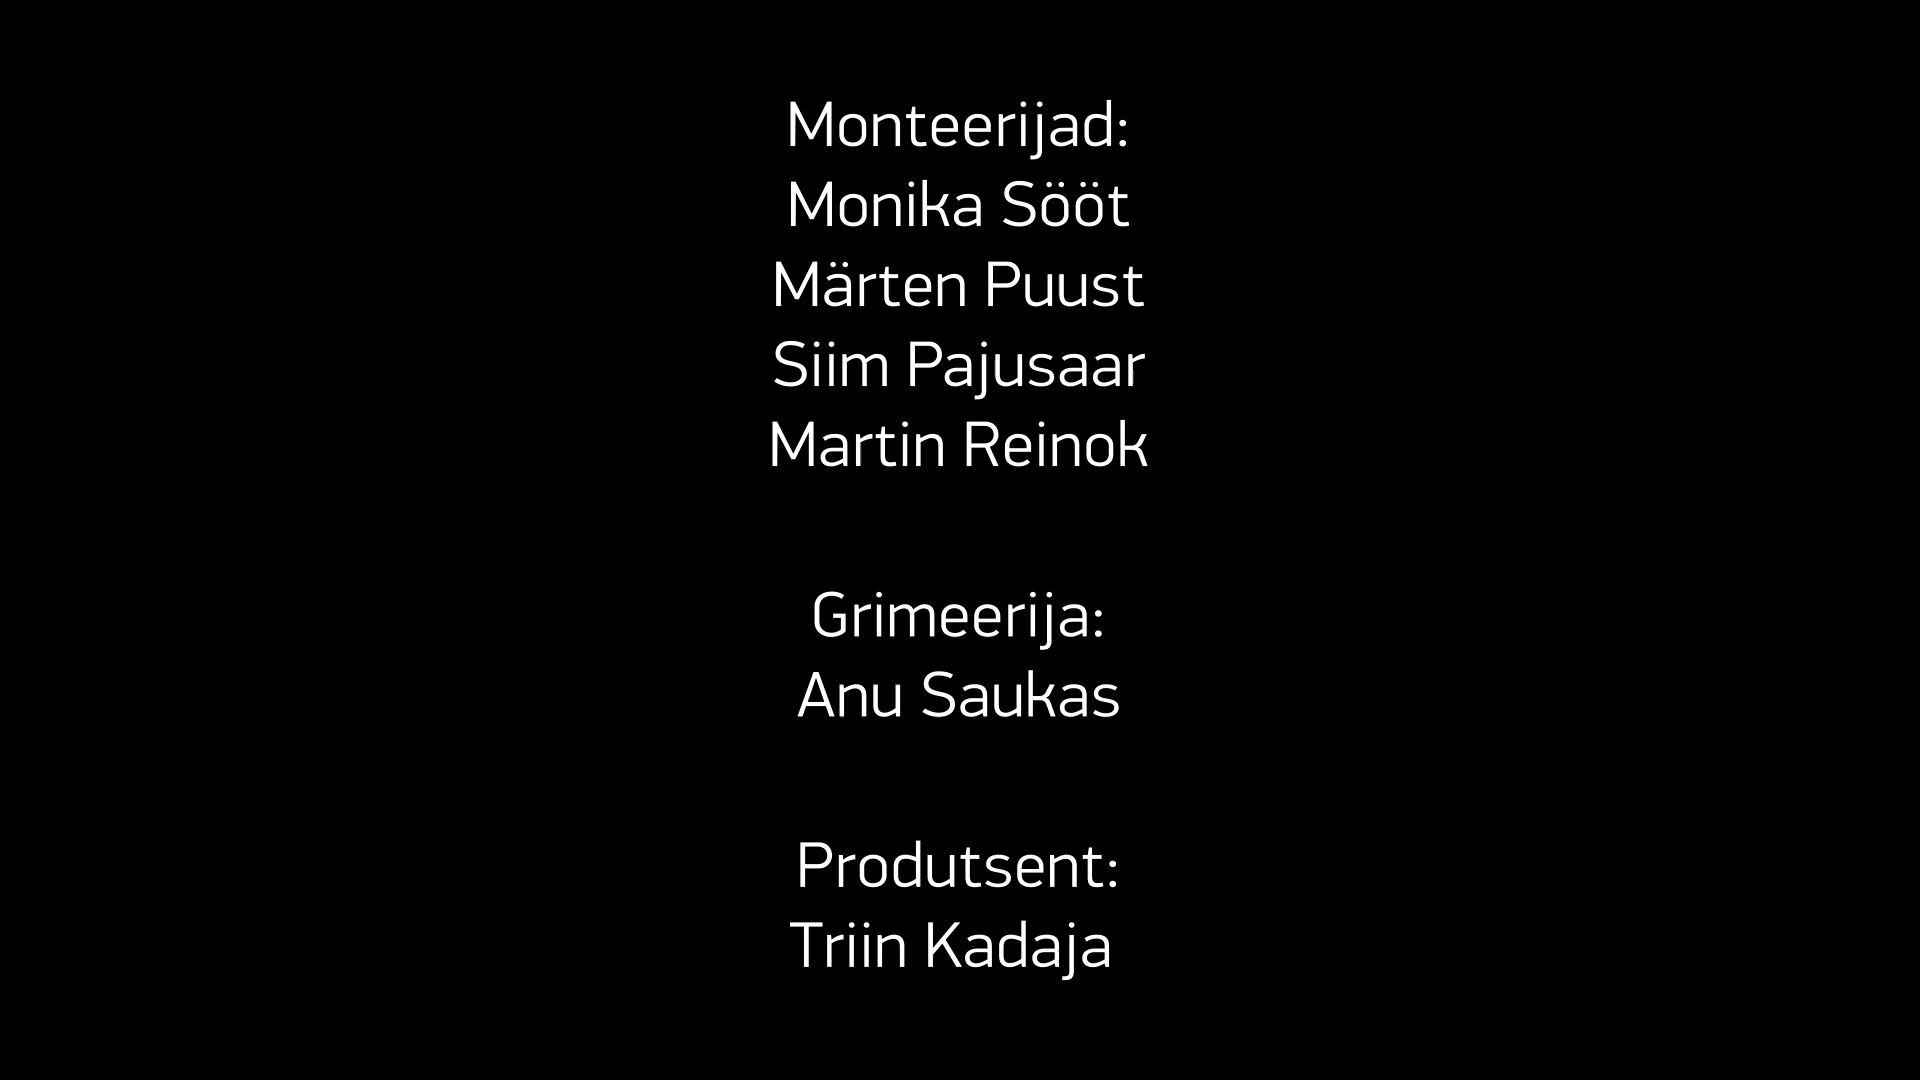 Monteerijad:
Monika Sööt
Märten Puust
Siim Pajusaar
Martin Reinok
Grimeerija:
Anu Saukas
Produtsent:
Triin Kadaja